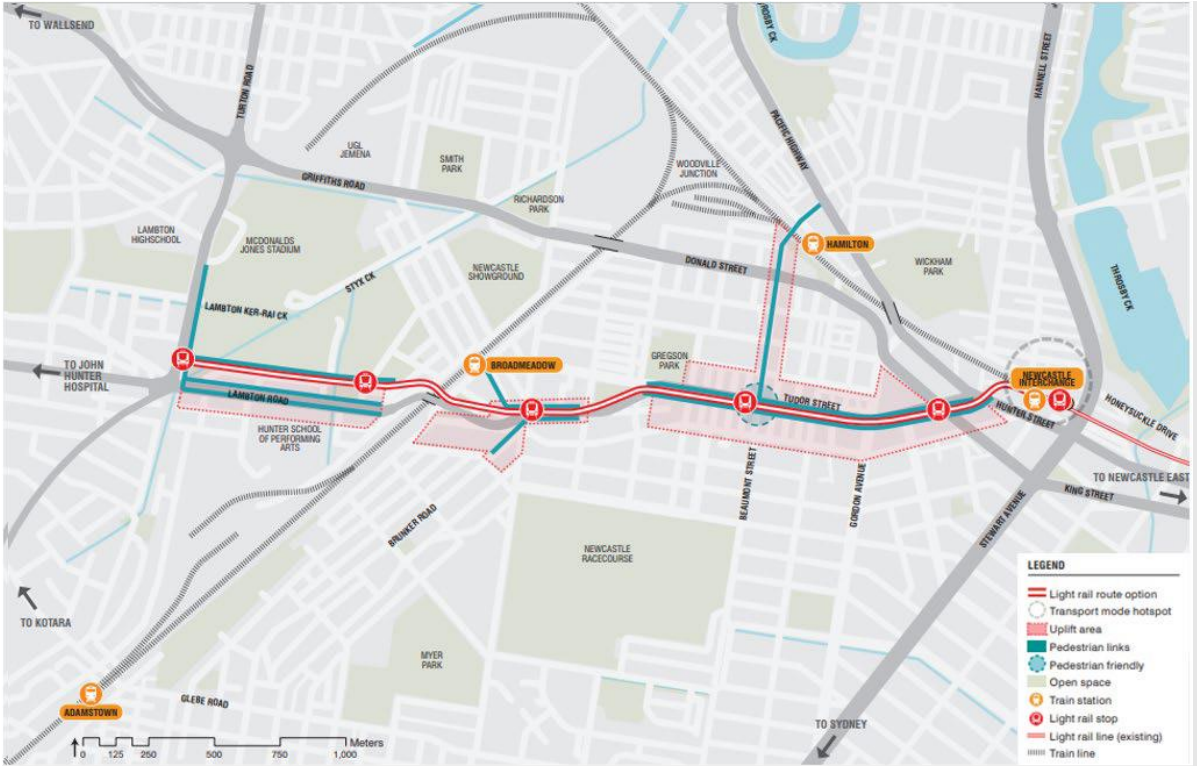 TO WALLSEND
TURTON ROAD
UGL
JEMENA
SMITH
PARK
GRIFFITHS ROAD
RICHARDSON
PARK
WOODVILLE
JUNCTION
PACIFIC HIGHWAY
THROSBY CK
HANNELL STREET
LAMBTON
HIGHSCHOOL
MCDONALDS
JONES STADIUM
HAMILTON
WICKHAM
PARK
DONALD STREET
NEWCASTLE
SHOWGROUND
STYX CK
THROSBY CK
LAMBTON KER-RAI CK
TO JOHN
HUNTER
HOSPITAL
BROADMEADOW
GREGSON
PARK
NEWCASTLE
INTERCHANGE
LAMBTON ROAD
TUDOR STREET
HUNTER STREET
HONEYSUCKLE DRIVE
HUNTER SCHOOL
OF PERFORMING
ARTS
BEAUMONT STREET
GORDON AVENUE
TO NEWCASTLE EAST
KING STREET
STEWART AVENUE
BRUNKER ROAD
NEWCASTLE
RACECOURSE
TO KOTARA
MYER
PARK
ADAMSTOWN
GLEBE ROAD
TO SYDNEY
0 125 250 500 750 1,000
Meters
LEGEND
Light rail route option
Transport mode hotspot
Uplift area
Pedestrian links
Pedestrian friendly
Open space
Train station
Light rail stop
Light rail line (existing)
Train line